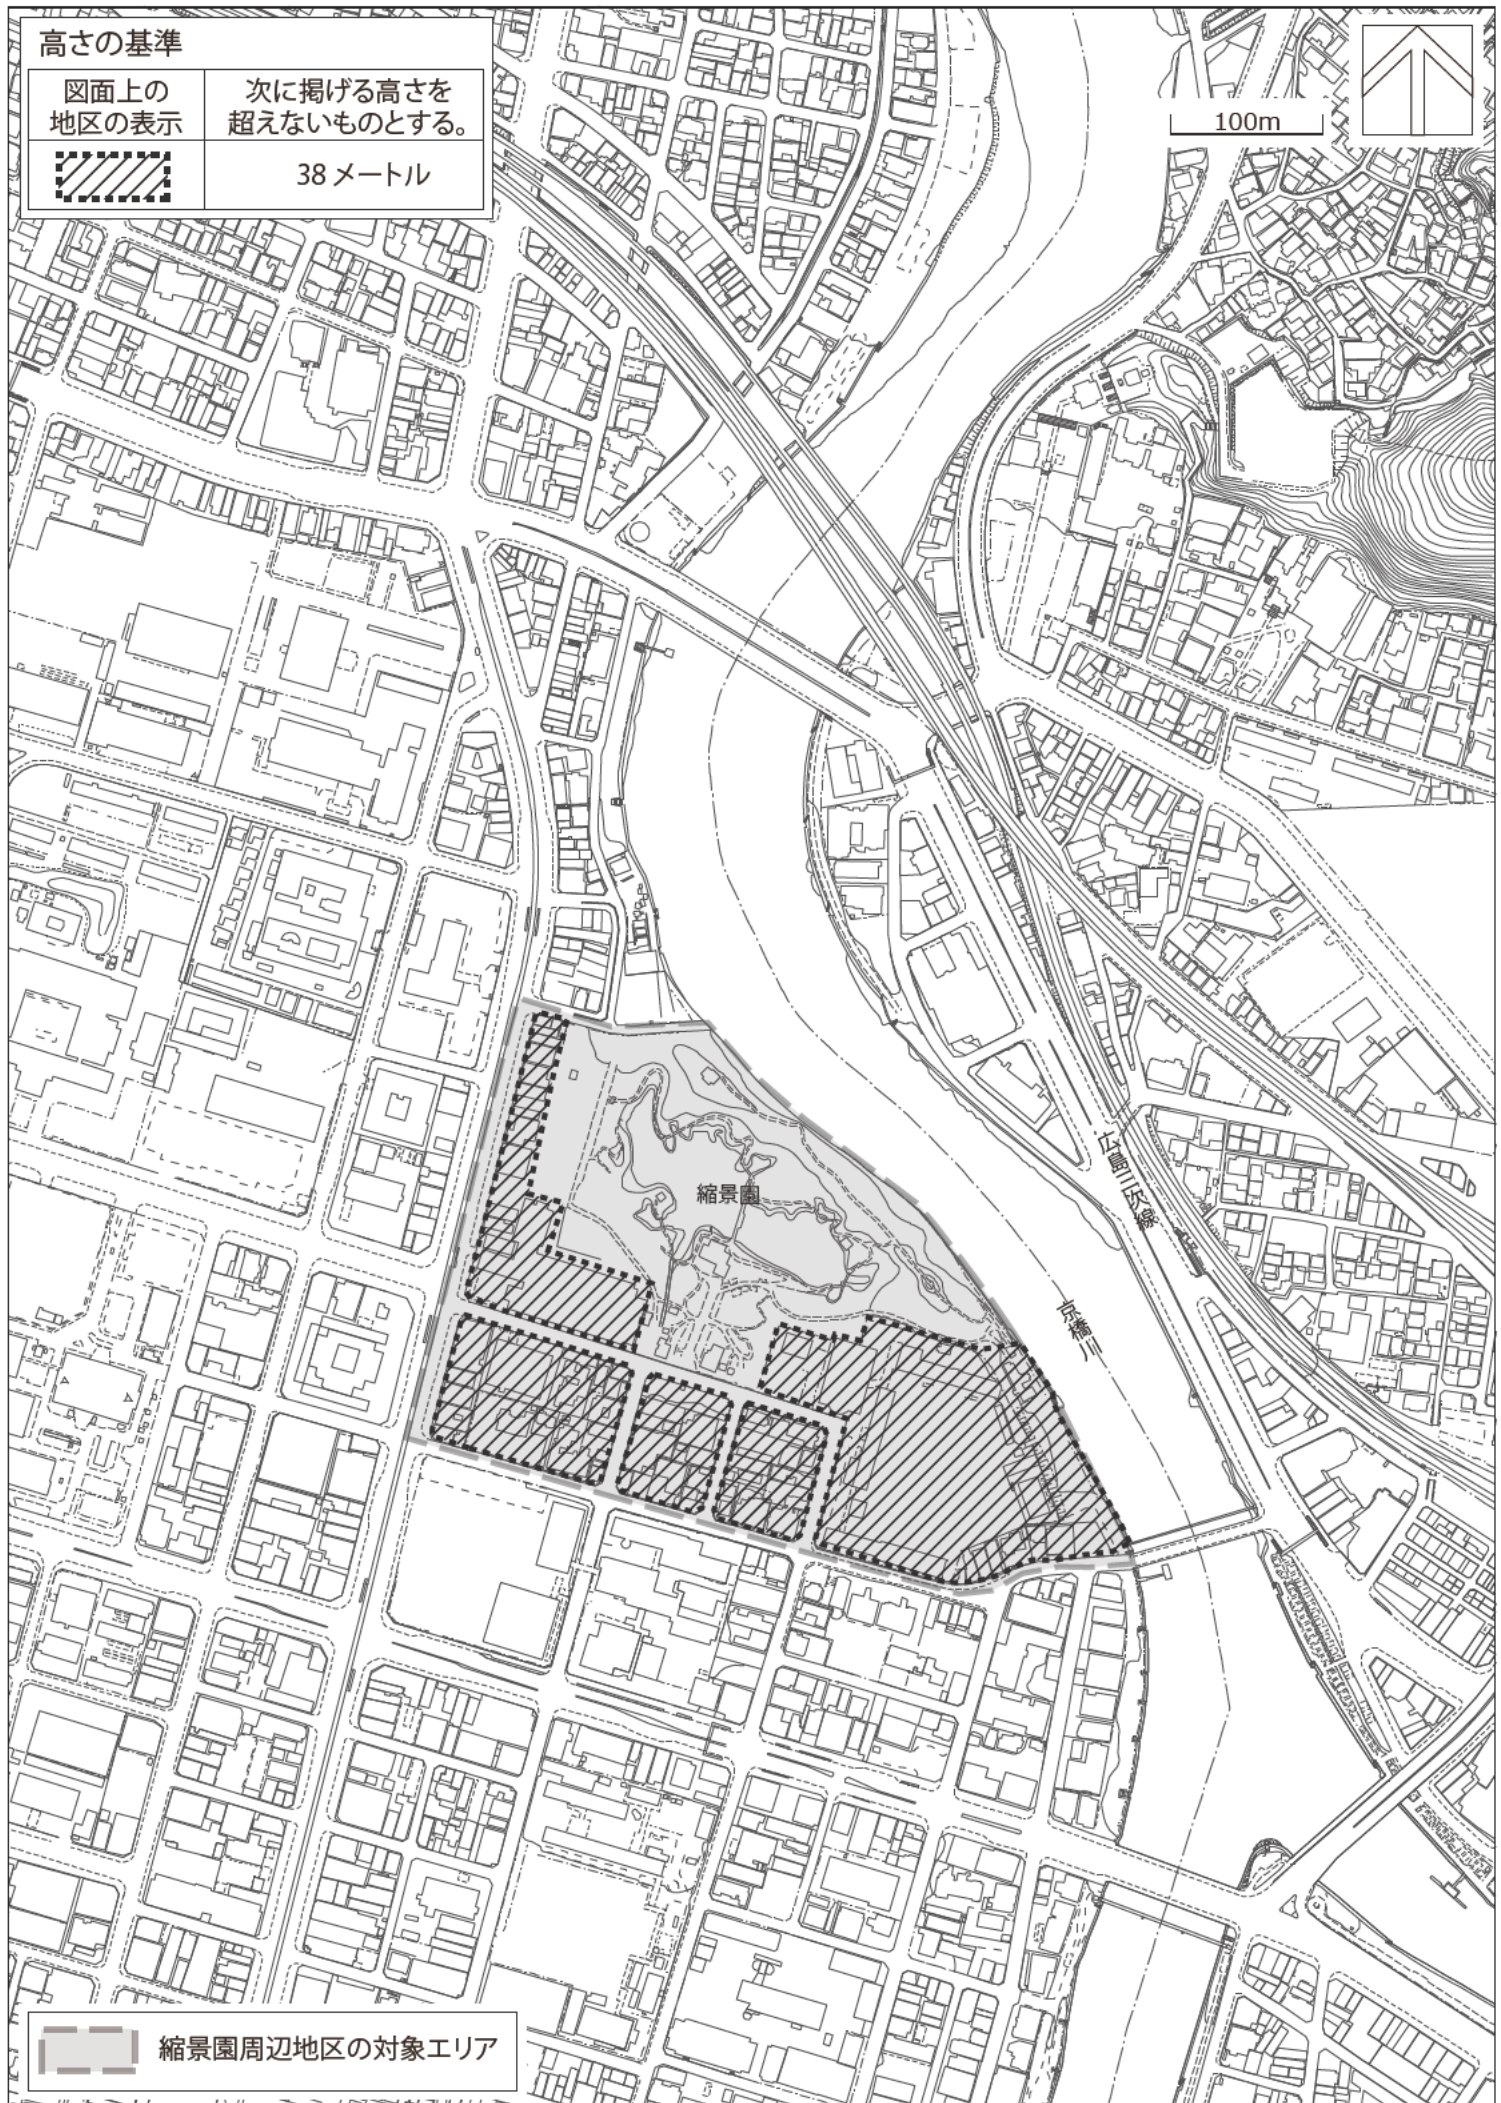 高さの基準
図面上の
地区の表示
次に掲げる高さを
超えないものとする。
38メートル
100m
縮景園
広島三次線
京橋川
縮景園周辺地区の対象エリア